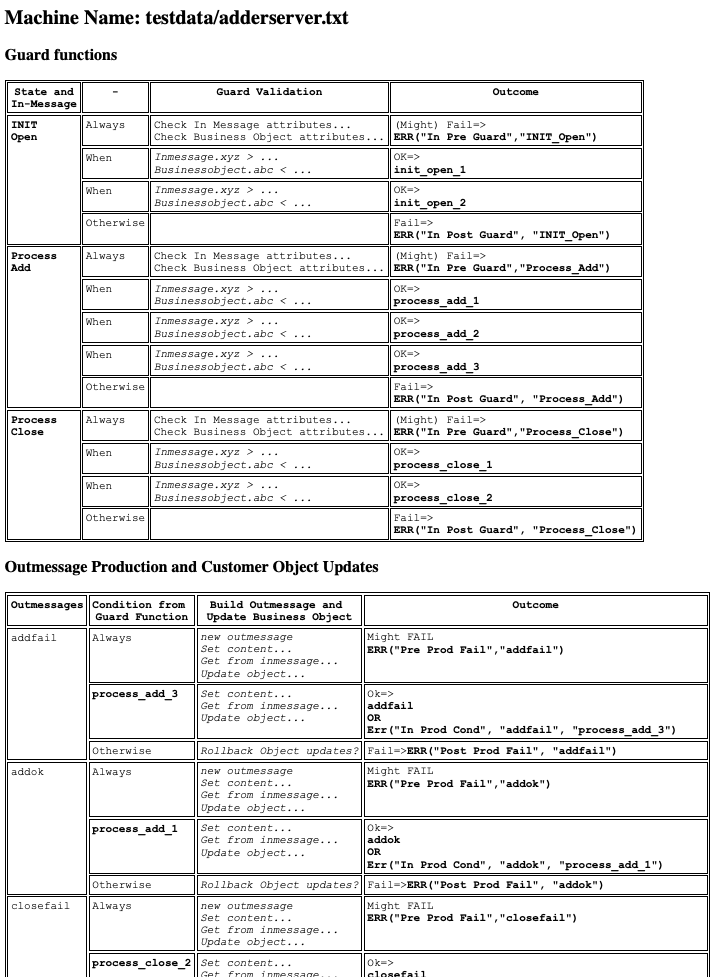 Machine Name: testdata/adderserver.txt
Guard functions
State and In-Message - Guard Validation Outcome
INIT Open Always Check In Message attributes... (Might) Fail=>
Check Business Object attributes... ERR("In Pre Guard","INIT_Open")
When Inmessage.xyz > ... OK=>
Businessobject.abc < ... init_open_1
When Inmessage.xyz > ... OK=>
Businessobject.abc < ... init_open_2
Otherwise Fail=>
ERR("In Post Guard", "INIT_Open")
Process Add Always Check In Message attributes... (Might) Fail=>
Check Business Object attributes... ERR("In Pre Guard","Process_Add")
When Inmessage.xyz > ... OK=>
Businessobject.abc < ... process_add_1
When Inmessage.xyz > ... OK=>
Businessobject.abc < ... process_add_2
When Inmessage.xyz > ... OK=>
Businessobject.abc < ... process_add_3
Otherwise Fail=>
ERR("In Post Guard", "Process_Add")
Process Close Always Check In Message attributes... (Might) Fail=>
Check Business Object attributes... ERR("In Pre Guard","Process_Close")
When Inmessage.xyz > ... OK=>
Businessobject.abc < ... process_close_1
When Inmessage.xyz > ... OK=>
Businessobject.abc < ... process_close_2
Otherwise Fail=>
ERR("In Post Guard", "Process_Close")
Outmessage Production and Customer Object Updates
Outmessages Condition from Build Outmessage and Outcome
Guard Function Update Business Object
addfail Always new outmessage Might FAIL
Set content... ERR("Pre Prod Fail","addfail")
Get from inmessage...
Update object...
process_add_3 Set content... Ok=>
Get from inmessage... addfail
Update object... OR
Err("In Prod Cond", "addfail", "process_add_3")
Otherwise Rollback Object updates? Fail=>ERR("Post Prod Fail", "addfail")
addok Always new outmessage Might FAIL
Set content... ERR("Pre Prod Fail","addok")
Get from inmessage...
Update object...
process_add_1 Set content... Ok=>
Get from inmessage... addok
Update object... OR
Err("In Prod Cond", "addok", "process_add_1")
Otherwise Rollback Object updates? Fail=>ERR("Post Prod Fail", "addok")
closefail Always new outmessage Might FAIL
Set content... ERR("Pre Prod Fail","closefail")
Get from inmessage...
Update object...
process_close_2 Set content... Ok=>
Get from inmessage... closefail